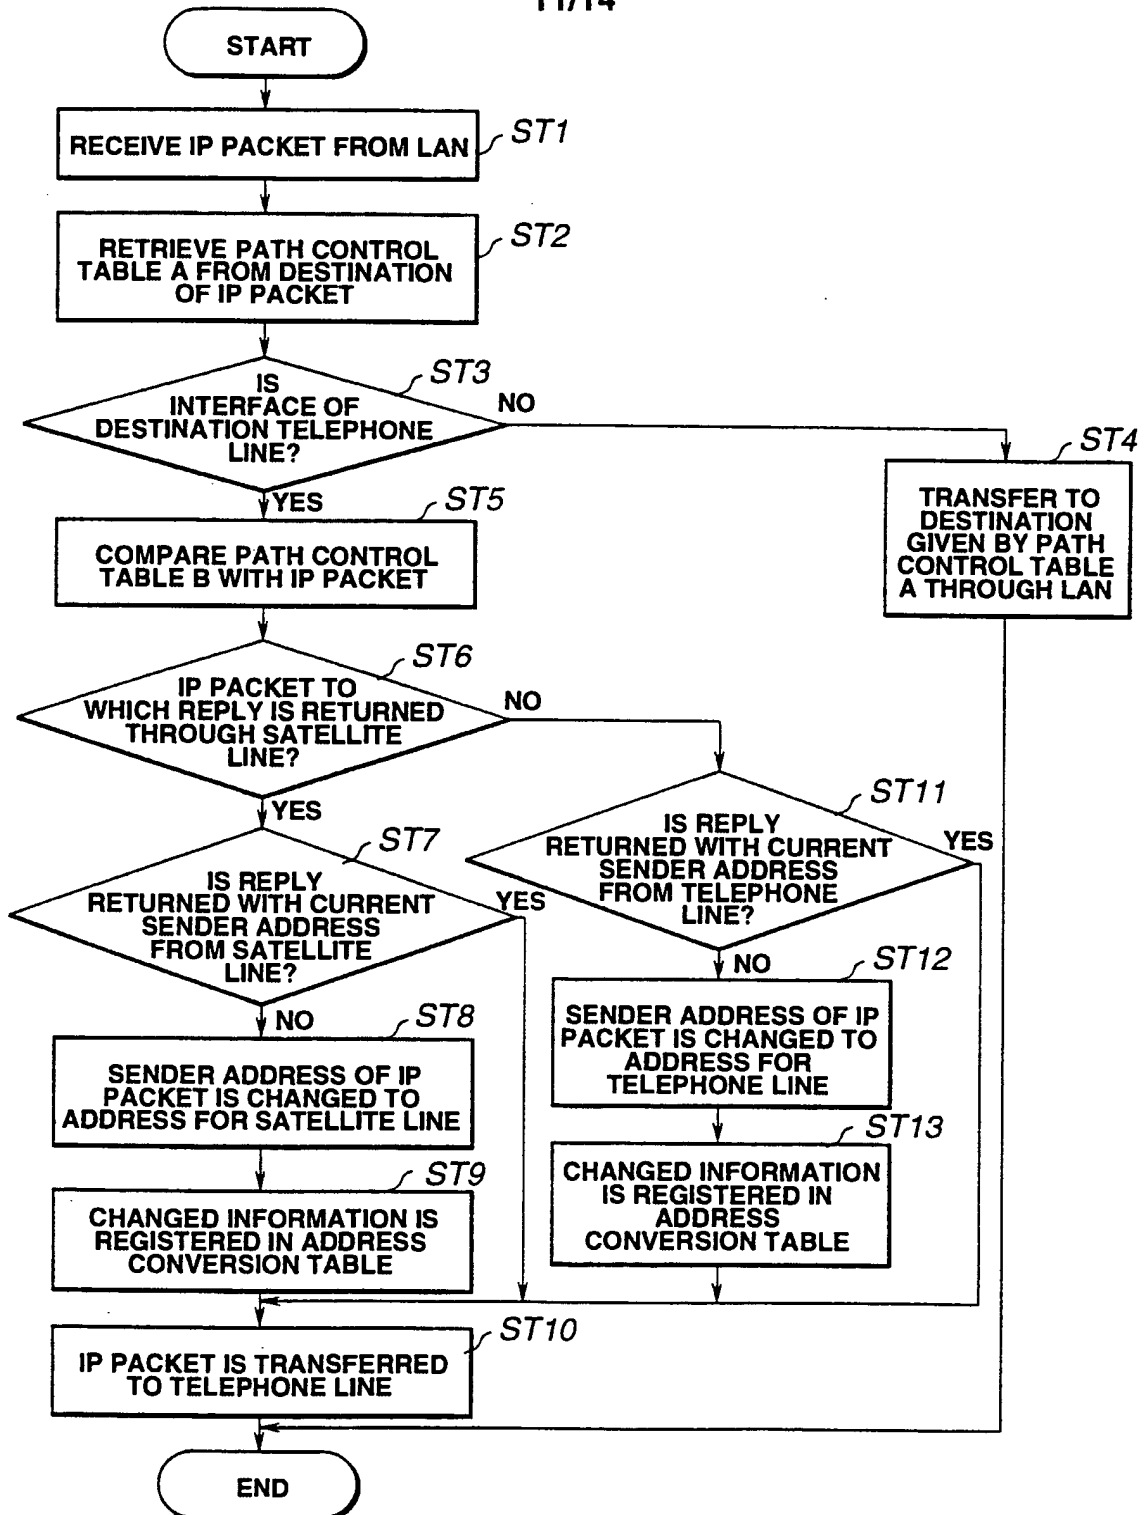 11/14
START
RECEIVE IP PACKET FROM LAN
ST1
RETRIEVE PATH CONTROL
TABLE A FROM DESTINATION
OF IP PACKET
ST2
IS
INTERFACE OF
DESTINATION TELEPHONE
LINE?
ST3
NO
YES
ST4
TRANSFER TO
DESTINATION
GIVEN BY PATH
CONTROL TABLE
A THROUGH LAN
ST5
COMPARE PATH CONTROL
TABLE B WITH IP PACKET
ST6
IP PACKET TO
WHICH REPLY IS RETURNED
THROUGH SATELLITE
LINE?
NO
YES
ST7
IS REPLY
RETURNED WITH CURRENT
SENDER ADDRESS
FROM SATELLITE
LINE?
YES
NO
ST11
IS REPLY
RETURNED WITH CURRENT
SENDER ADDRESS
FROM TELEPHONE
LINE?
YES
NO
ST8
SENDER ADDRESS OF IP
PACKET IS CHANGED TO
ADDRESS FOR SATELLITE LINE
ST12
SENDER ADDRESS OF IP
PACKET IS CHANGED TO
ADDRESS FOR
TELEPHONE LINE
ST9
CHANGED INFORMATION IS
REGISTERED IN ADDRESS
CONVERSION TABLE
ST13
CHANGED INFORMATION
IS REGISTERED IN
ADDRESS
CONVERSION TABLE
ST10
IP PACKET IS TRANSFERRED
TO TELEPHONE LINE
END